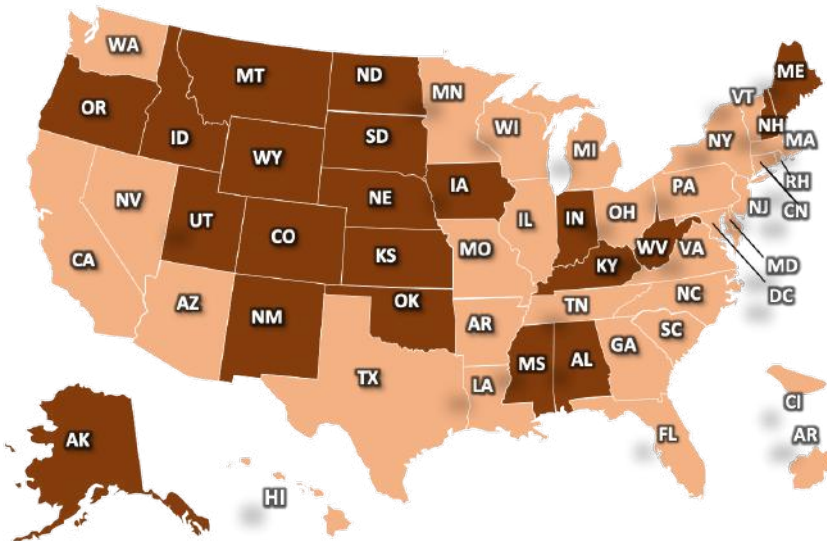 WA
MT
ND
MN
ME
VT
OR
ID
SD
WI
NH
NY
MA
WY
MI
RH
IA
PA
NE
NV
UT
IL
IN
OH
NJ
CN
CO
CA
KS
MO
WV
VA
KY
MD
DC
AZ
NM
OK
TN
NC
AR
SC
TX
MS
AL
GA
LA
CI
AK
FL
AR
HI